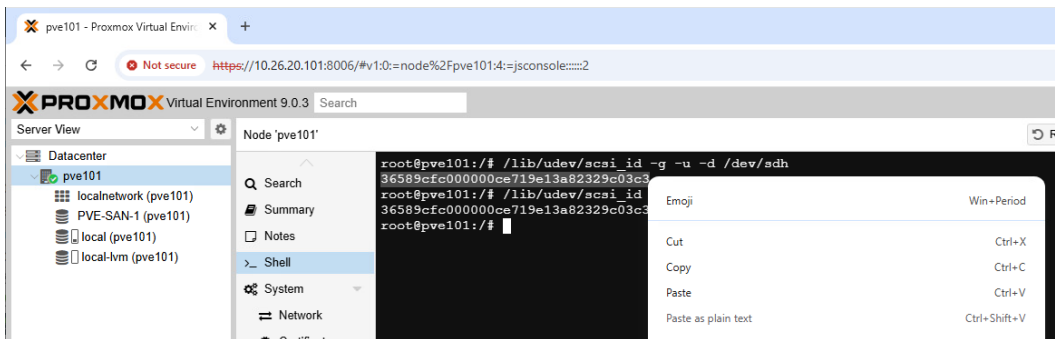 pve101 - Proxmox Virtual Enviro
Not secure https://10.26.20.101:8006/#v1:0:=node%2Fpve101:4:=jsconsole::::::2
PROXMOX Virtual Environment 9.0.3 Search
Server View
Node 'pve101'
R
Datacenter
pve101
localnetwork (pve101)
PVE-SAN-1 (pve101)
local (pve101)
local-lvm (pve101)
Search
Summary
Notes
>_ Shell
System
Network
root@pve101:/# /lib/udev/scsi_id -g -u -d /dev/sdh
36589cfc000000ce719e13a82329c03c3
root@pve101:/# /lib/udev/scsi_id
36589cfc000000ce719e13a82329c03c3
root@pve101:/#
Emoji Win+Period
Cut Ctrl+X
Copy Ctrl+C
Paste Ctrl+V
Paste as plain text Ctrl+Shift+V